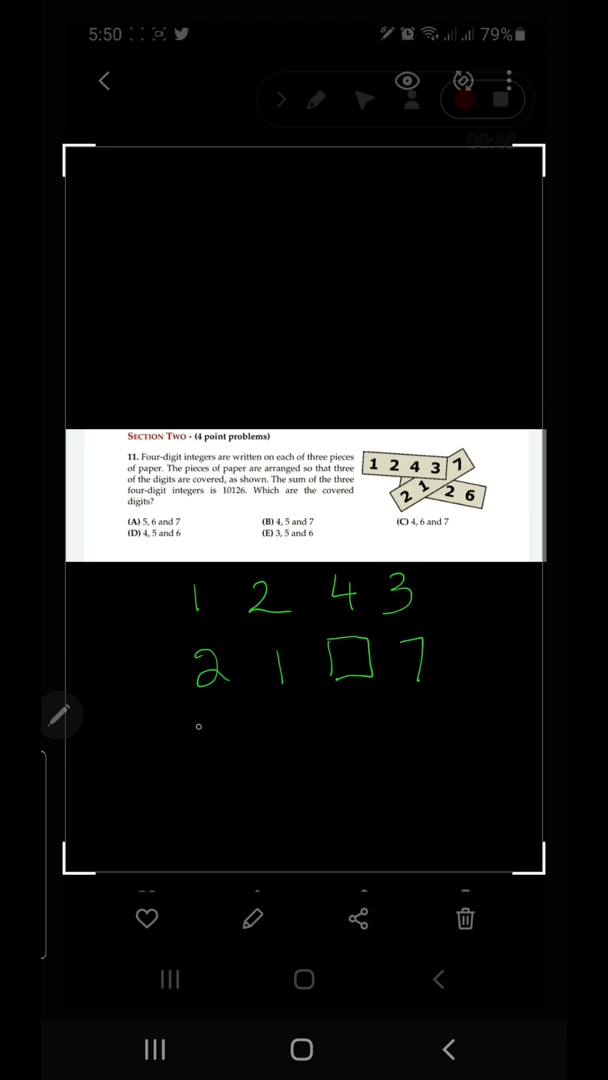 5:50 79%
00:40
SECTION TWO - (4 point problems)
11. Four-digit integers are written on each of three pieces
of paper. The pieces of paper are arranged so that three
of the digits are covered, as shown. The sum of the three
four-digit integers is 10126. Which are the covered
digits?
1 2 4 3 7
2 1 2 6
(A) 5, 6 and 7 (B) 4, 5 and 7 (C) 4, 6 and 7
(D) 4, 5 and 6 (E) 3, 5 and 6
1 2 4 3
2 1 □ 7